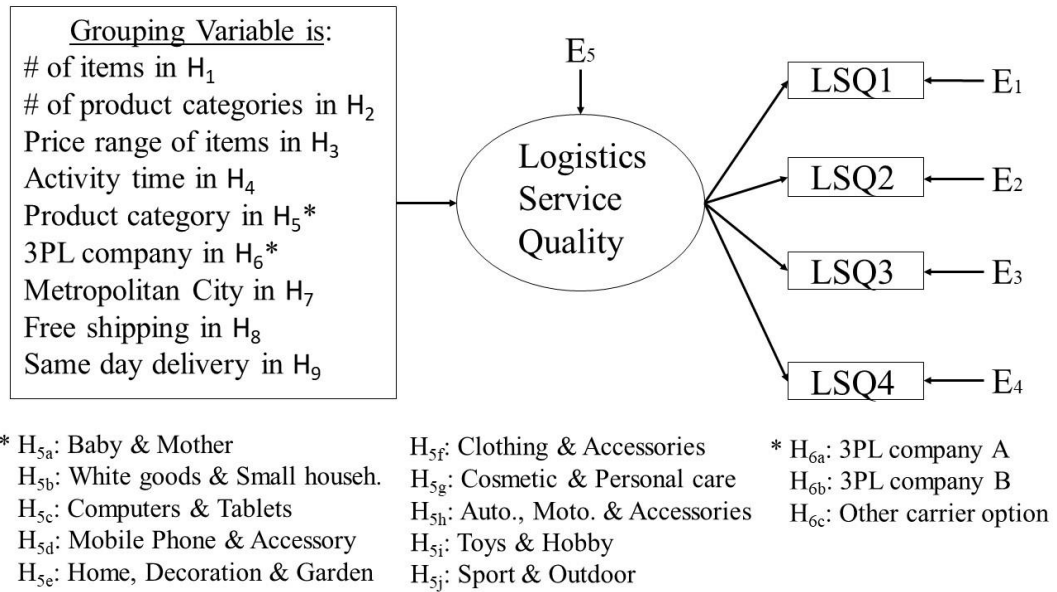 Grouping Variable is:
# of items in H₁
# of product categories in H₂
Price range of items in H₃
Activity time in H₄
Product category in H₅*
3PL company in H₆*
Metropolitan City in H₇
Free shipping in H₈
Same day delivery in H₉
E₅
Logistics
Service
Quality
LSQ1
E₁
LSQ2
E₂
LSQ3
E₃
LSQ4
E₄
* H₅ₐ: Baby & Mother
H₅b: White goods & Small househ.
H₅c: Computers & Tablets
H₅d: Mobile Phone & Accessory
H₅ₑ: Home, Decoration & Garden
H₅f: Clothing & Accessories
H₅g: Cosmetic & Personal care
H₅ₕ: Auto., Moto. & Accessories
H₅ᵢ: Toys & Hobby
H₅ⱼ: Sport & Outdoor
* H₆ₐ: 3PL company A
H₆b: 3PL company B
H₆c: Other carrier option